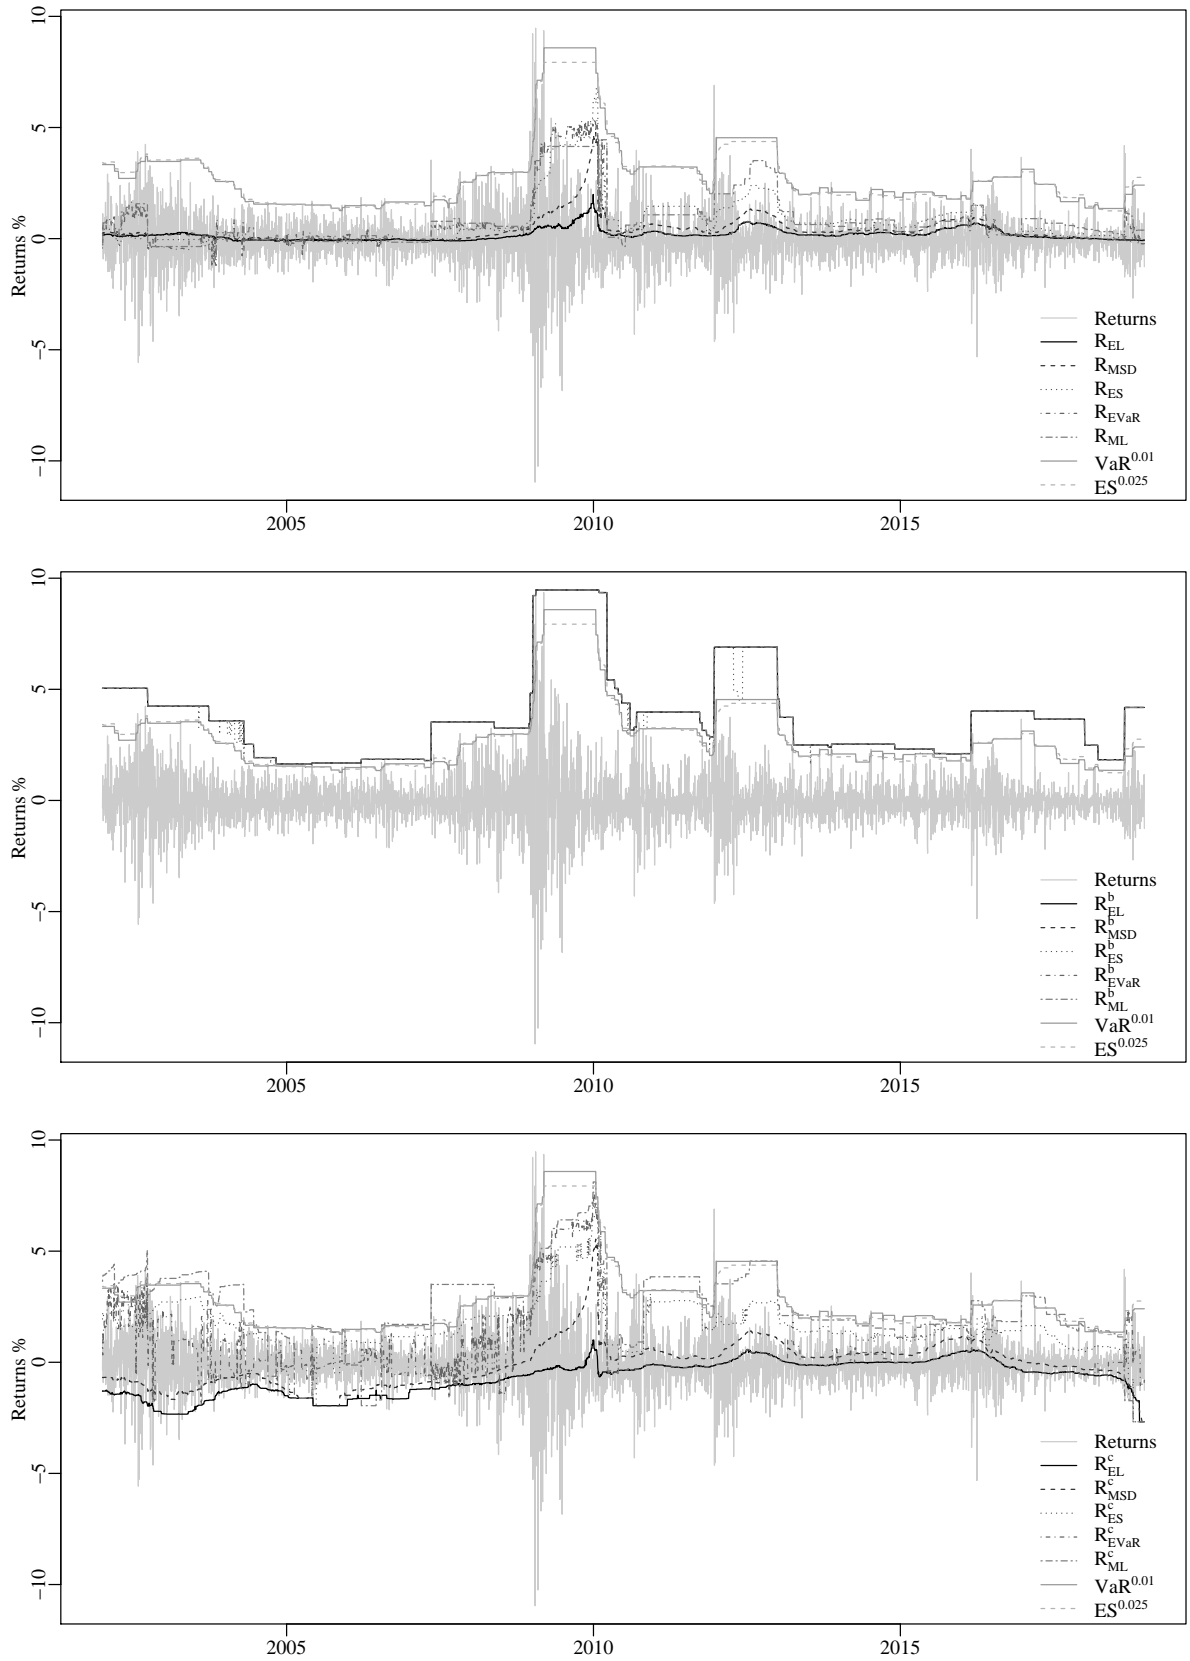 10
5
0
−5
−10
Returns %
2005 2010 2015
Returns
R_EL
R_MSD
R_ES
R_EVaR
R_ML
VaR^0.01
ES^0.025
10
5
0
−5
−10
Returns %
2005 2010 2015
Returns
R^b_EL
R^b_MSD
R^b_ES
R^b_EVaR
R^b_ML
VaR^0.01
ES^0.025
10
5
0
−5
−10
Returns %
2005 2010 2015
Returns
R^c_EL
R^c_MSD
R^c_ES
R^c_EVaR
R^c_ML
VaR^0.01
ES^0.025